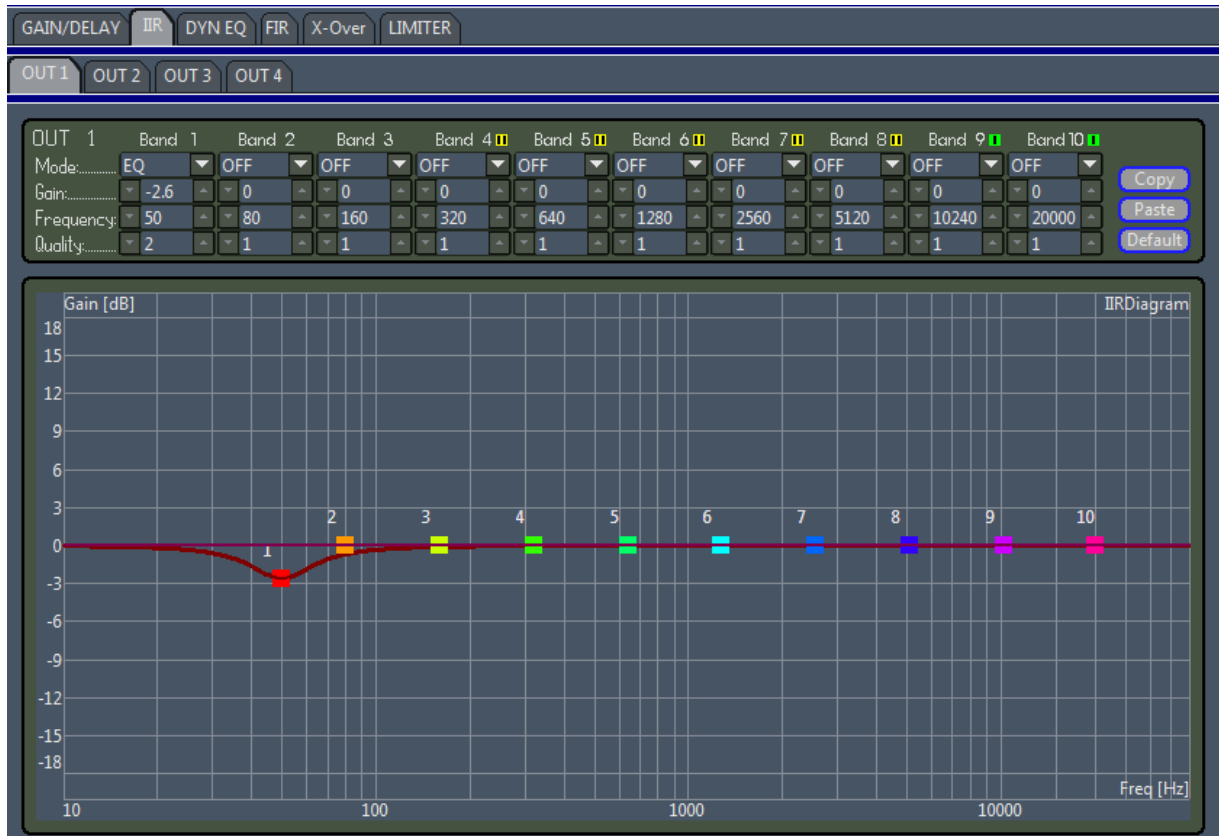 GAIN/DELAY IIR DYN EQ FIR X-Over LIMITER
OUT 1 OUT 2 OUT 3 OUT 4
OUT 1 Band 1 Band 2 Band 3 Band 4 Band 5 Band 6 Band 7 Band 8 Band 9 Band 10
Mode:.......... EQ OFF OFF OFF OFF OFF OFF OFF OFF OFF
Copy
Gain:.............. -2.6 0 0 0 0 0 0 0 0 0
Frequency: 50 80 160 320 640 1280 2560 5120 10240 20000
Paste
Quality:......... 2 1 1 1 1 1 1 1 1 1
Default
Gain [dB] IIRDiagram
18
15
12
9
6
3
2 3 4 5 6 7 8 9 10
0
1
-3
-6
-9
-12
-15
-18
Freq [Hz]
10 100 1000 10000